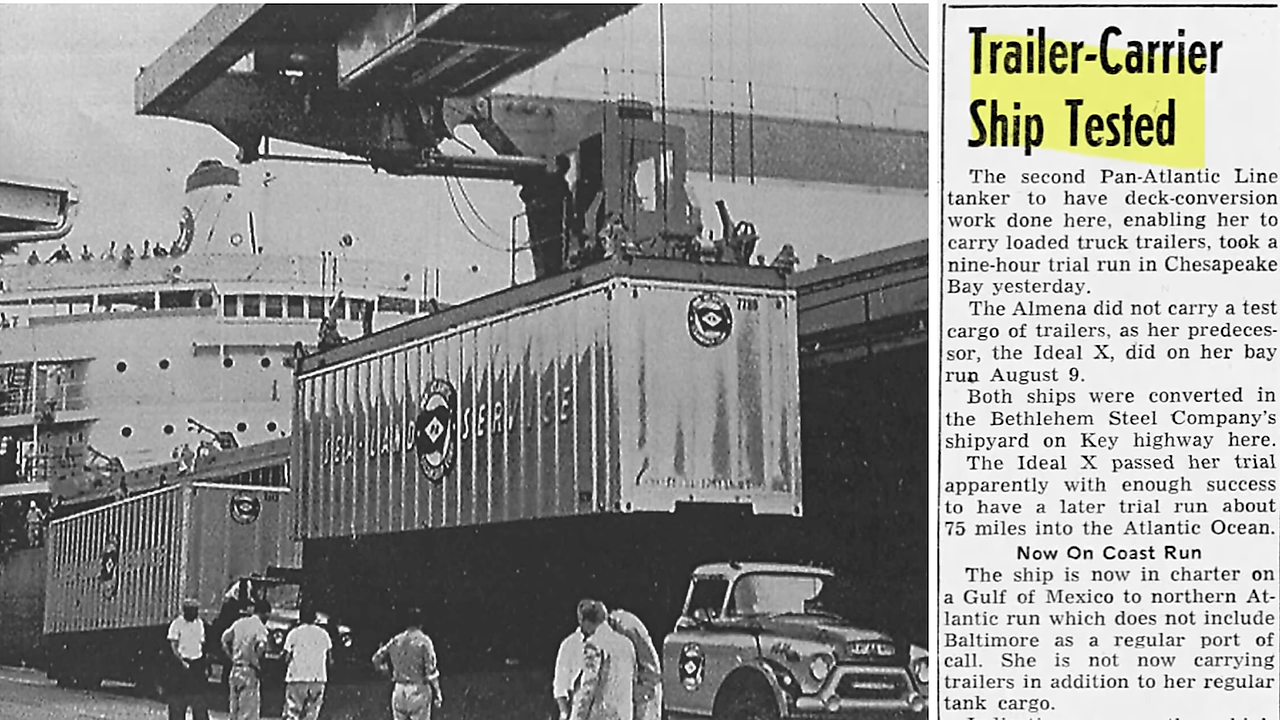 SEA-LAND SERVICE
Trailer-Carrier
Ship Tested
The second Pan-Atlantic Line
tanker to have deck-conversion
work done here, enabling her to
carry loaded truck trailers, took a
nine-hour trial run in Chesapeake
Bay yesterday.
The Almena did not carry a test
cargo of trailers, as her predeces-
sor, the Ideal X, did on her bay
run August 9.
Both ships were converted in
the Bethlehem Steel Company's
shipyard on Key highway here.
The Ideal X passed her trial
apparently with enough success
to have a later trial run about
75 miles into the Atlantic Ocean.
Now On Coast Run
The ship is now in charter on
a Gulf of Mexico to northern At-
lantic run which does not include
Baltimore as a regular port of
call. She is not now carrying
trailers in addition to her regular
tank cargo.